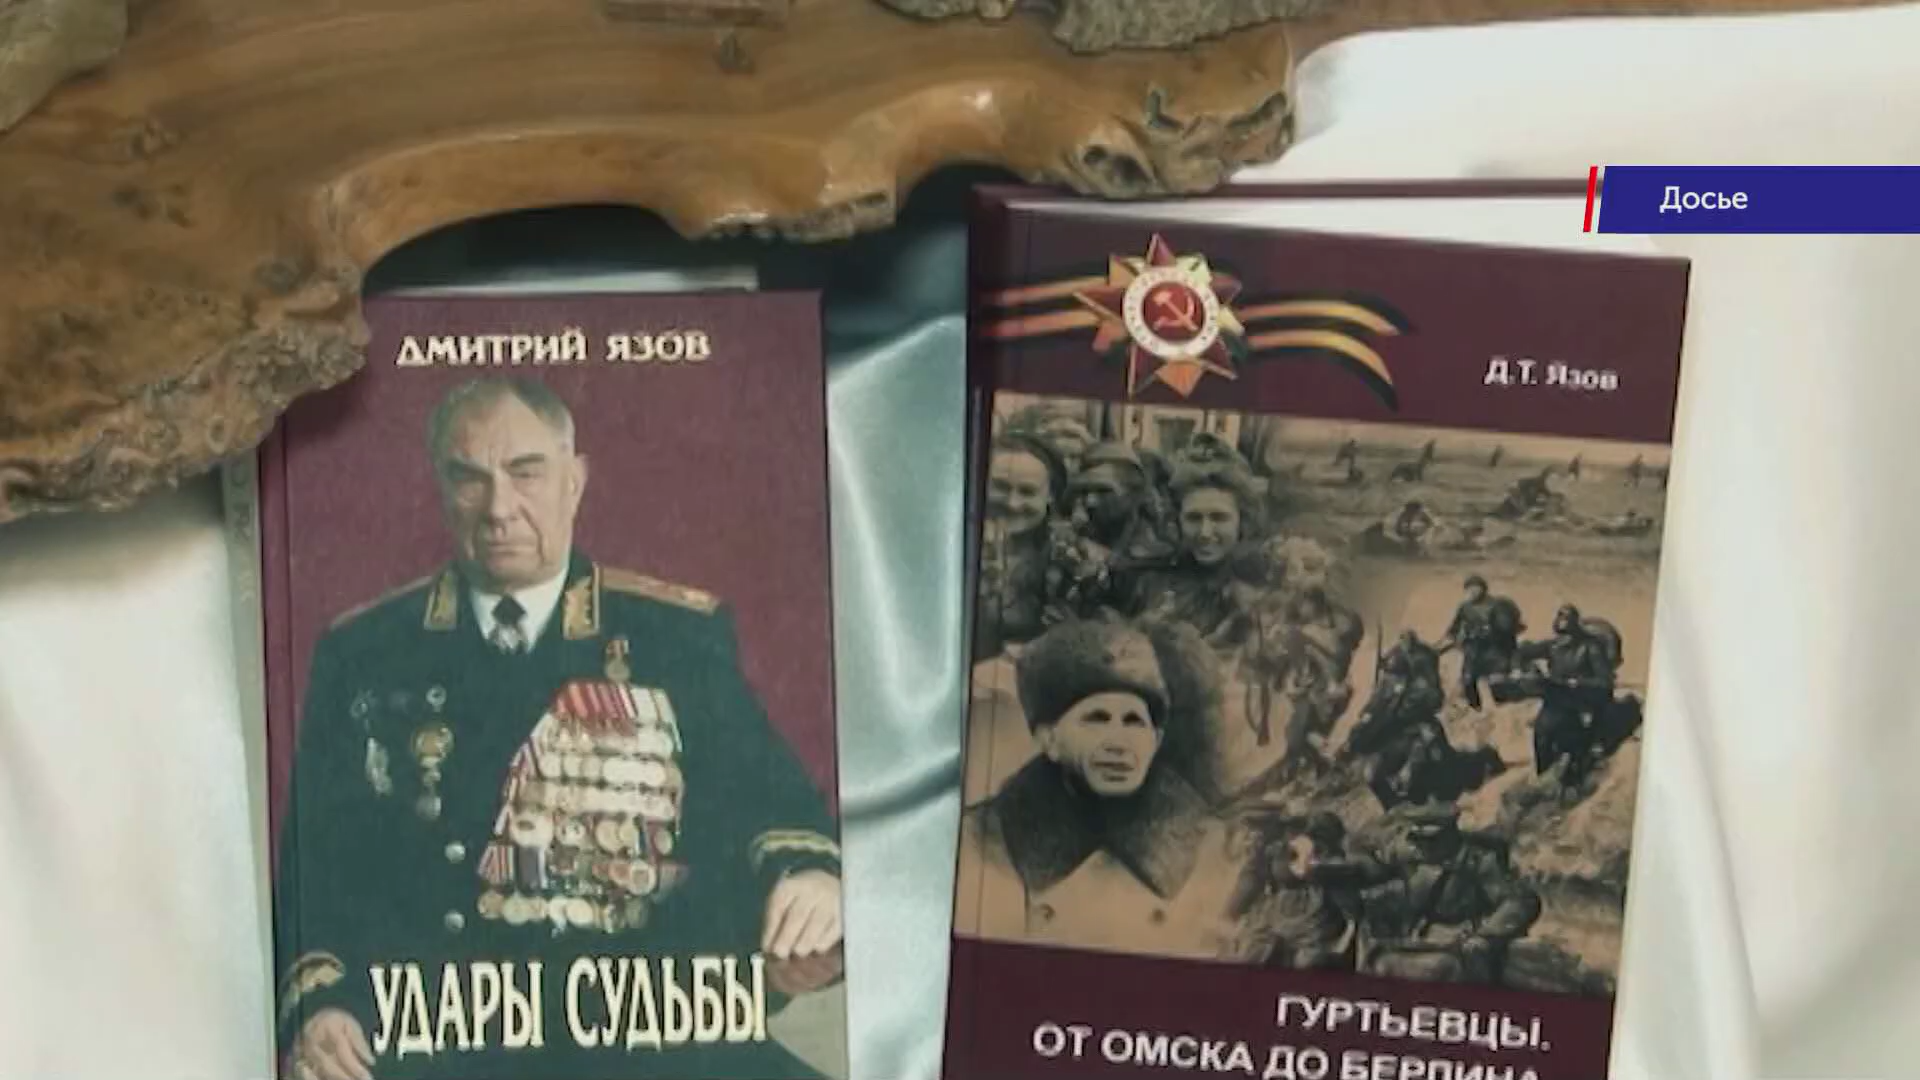 Досье
ДМИТРИЙ ЯЗОВ
УДАРЫ СУДЬБЫ
Д.Т. Язов
ГУРТЬЕВЦЫ.
ОТ ОМСКА ДО БЕРЛИНА